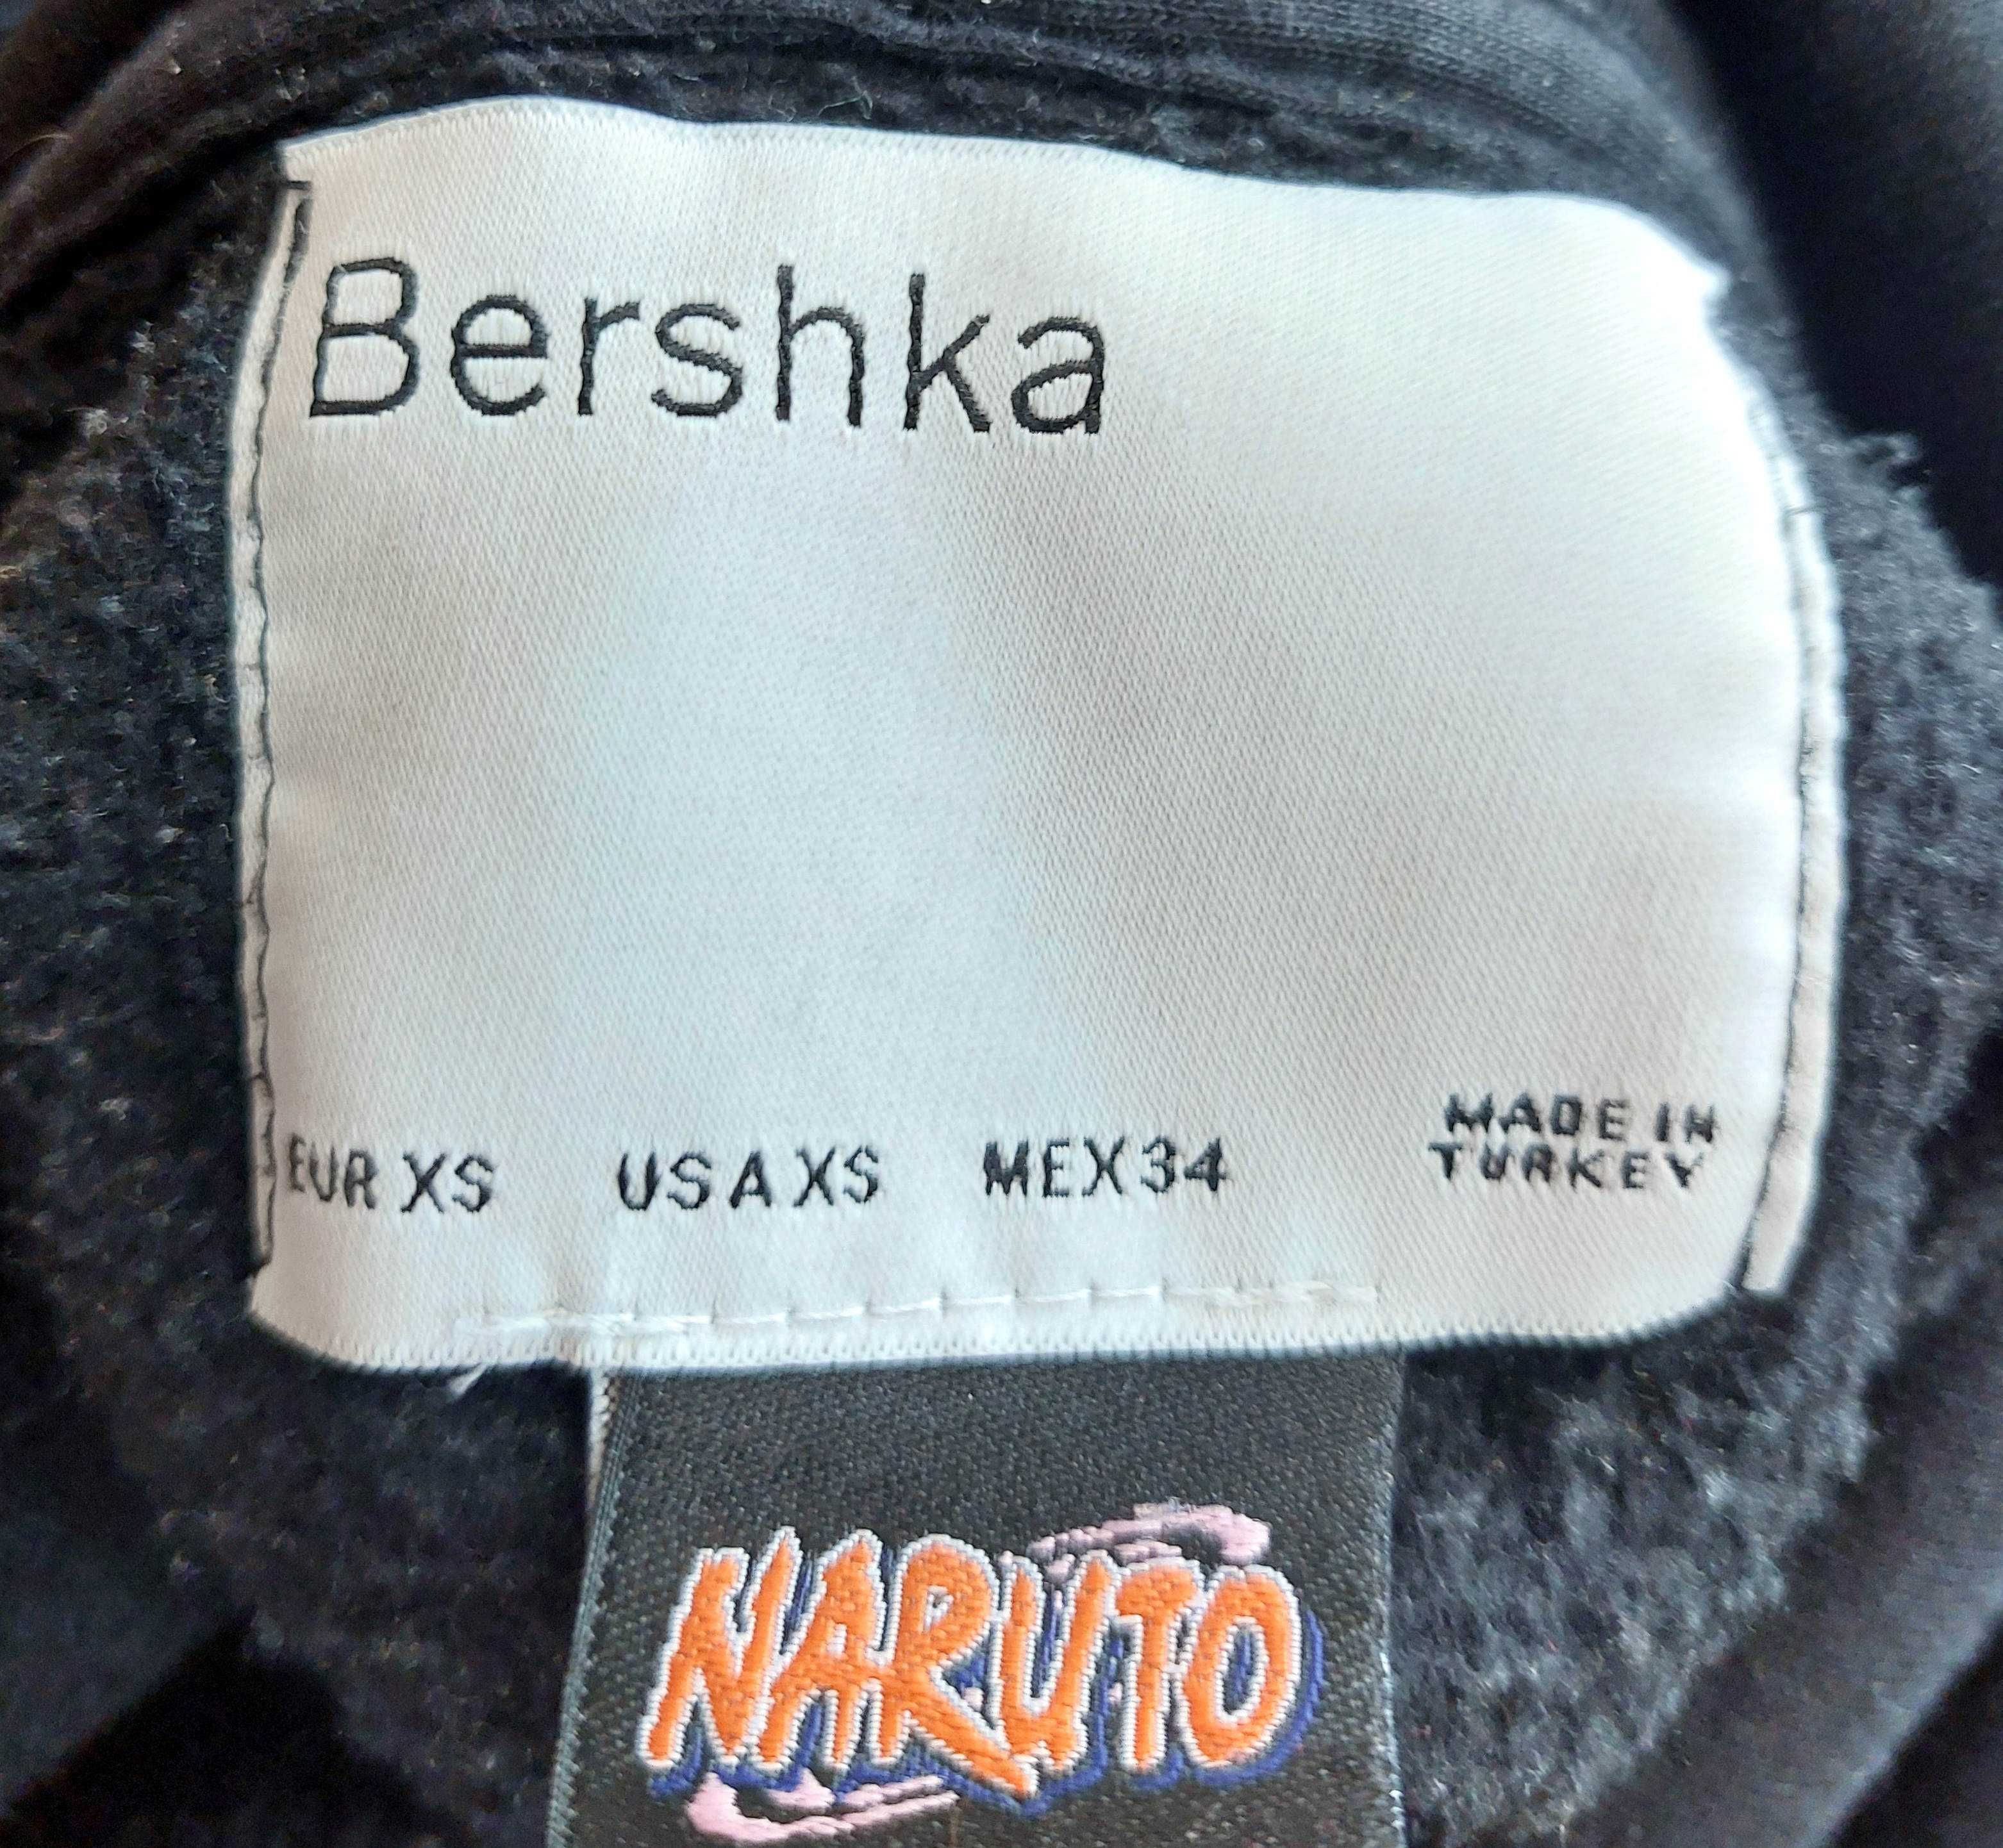 Bershka
EUR XS USA XS MEX 34
MADE IN
TURKEY
NARUTO